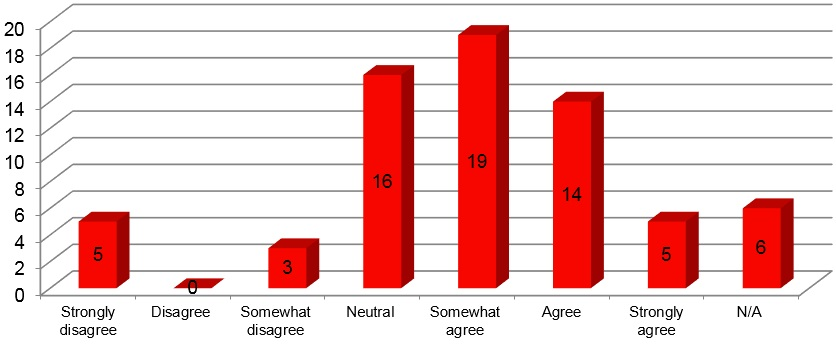 20
18
16
14
12
10
8
6
4
2
0
5
0
3
16
19
14
5
6
Strongly disagree
Disagree
Somewhat disagree
Neutral
Somewhat agree
Agree
Strongly agree
N/A